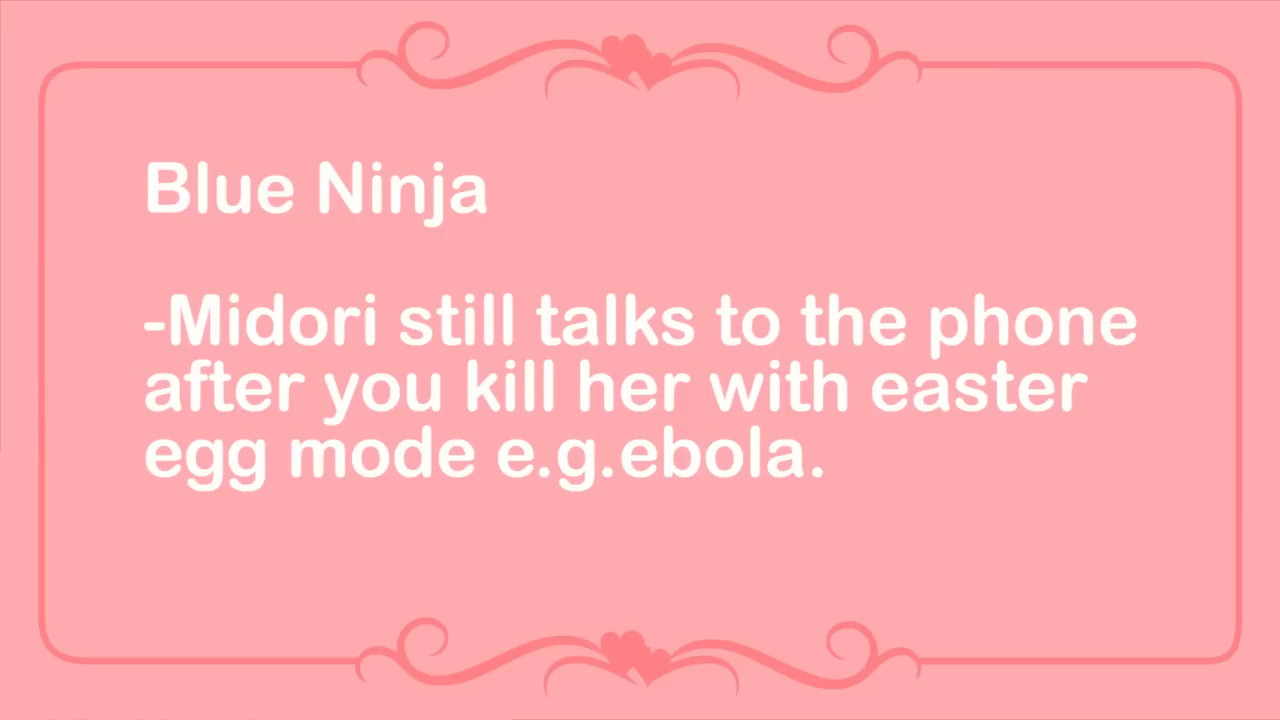 Blue Ninja
-Midori still talks to the phone
after you kill her with easter
egg mode e.g.ebola.